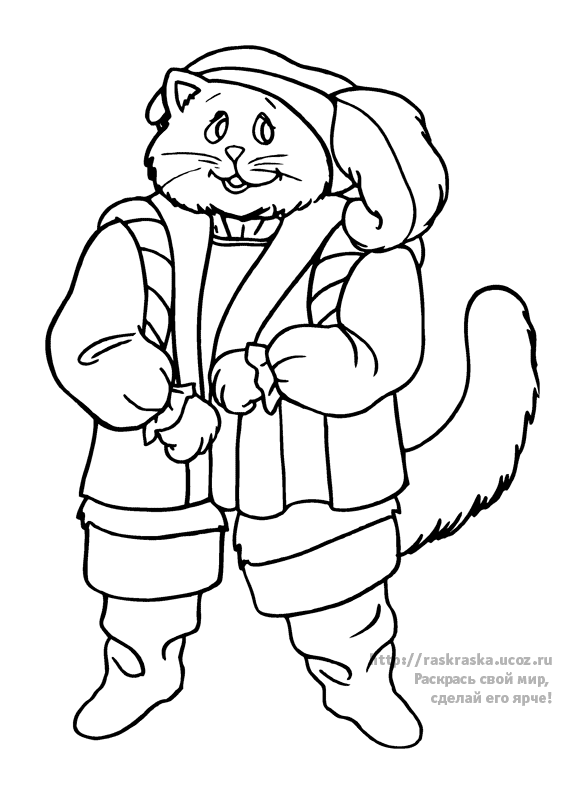 http://raskraska.ucoz.ru
Раскрась свой мир,
сделай его ярче!